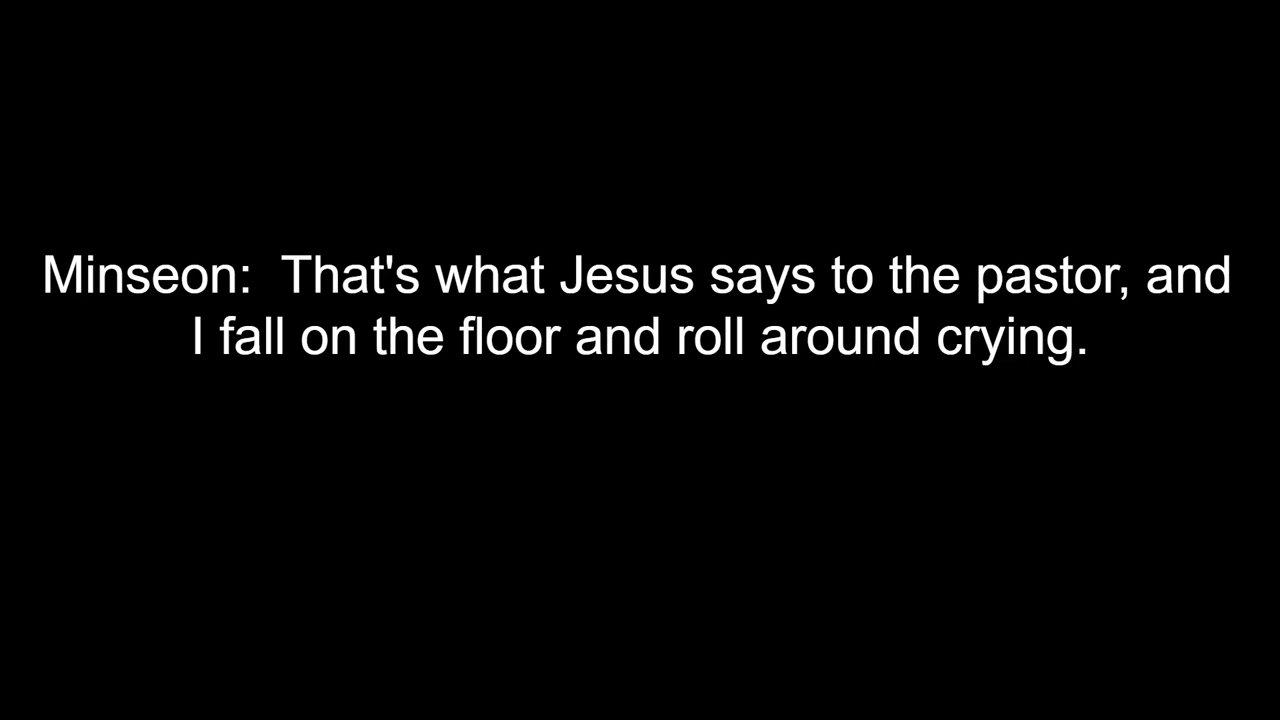 Minseon:  That's what Jesus says to the pastor, and
I fall on the floor and roll around crying.